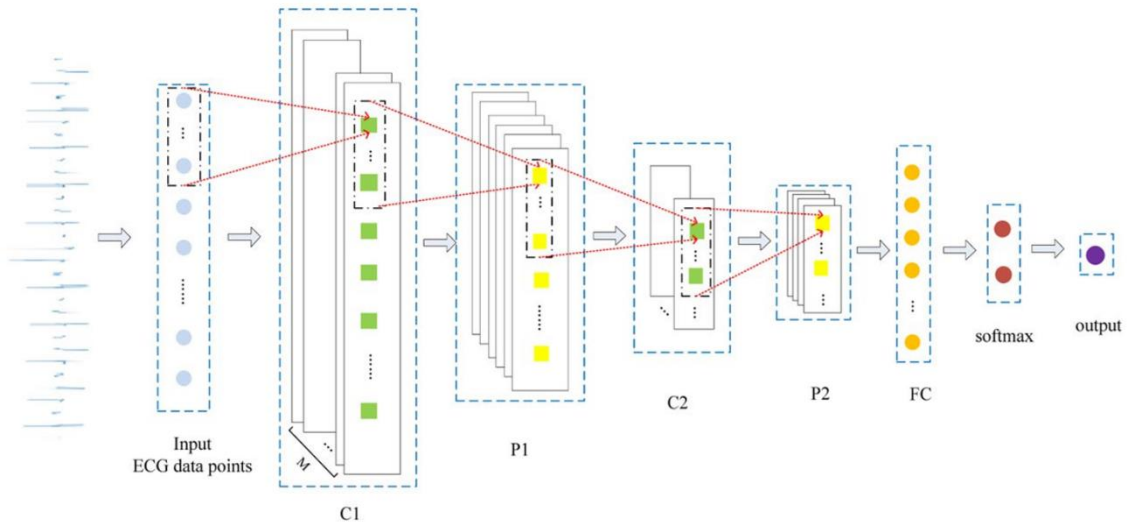 Input
ECG data points
M
C1
P1
C2
P2
FC
softmax
output